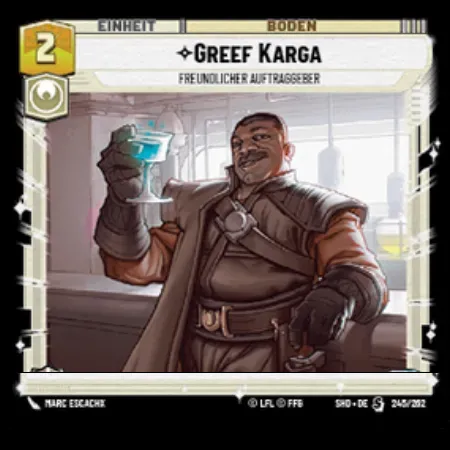 EINHEIT
BODEN
2
GREEF KARGA
FREUNDLICHER AUFTRAGGEBER
MARC ESCACHX
© LFL © FFG
SHD • DE
245/262